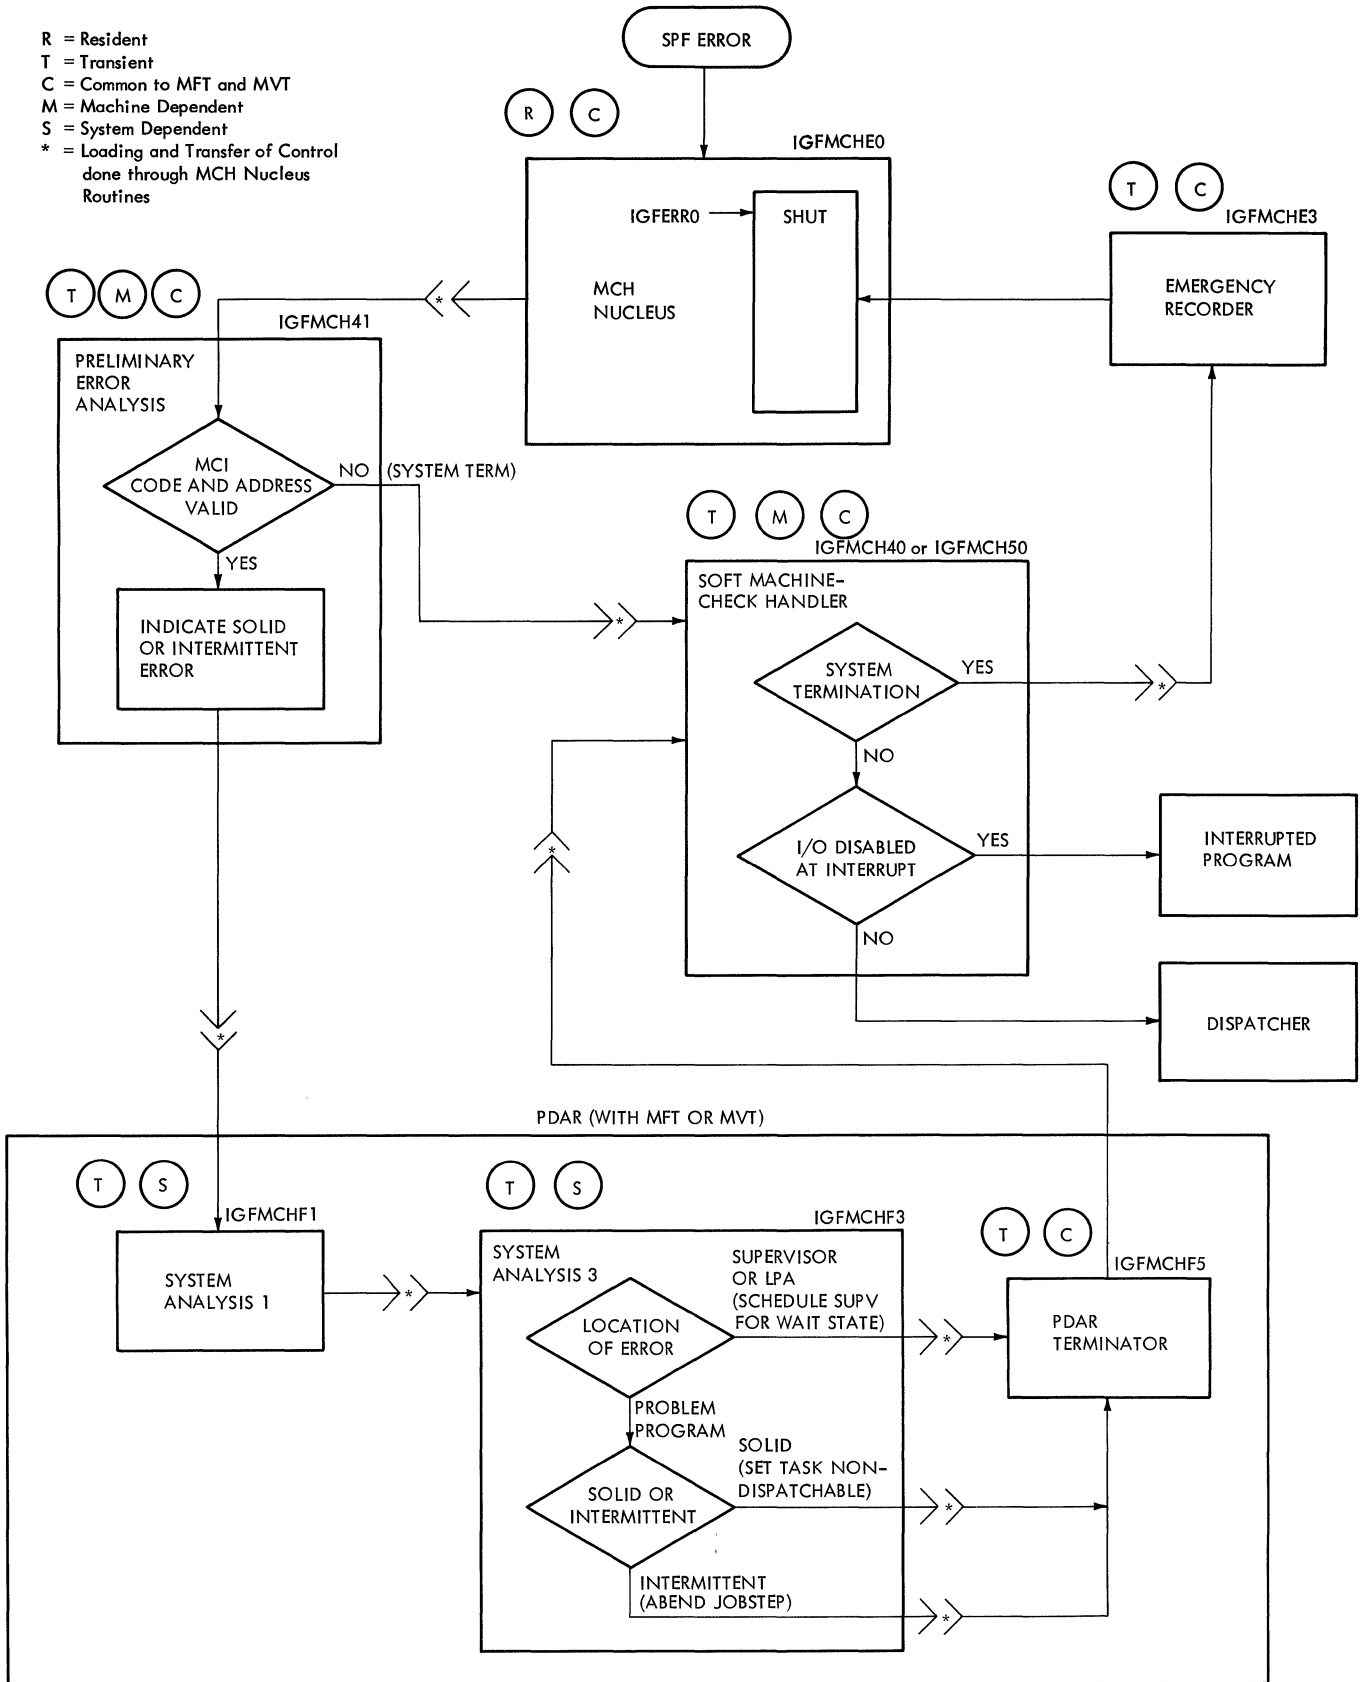 R = Resident
T = Transient
C = Common to MFT and MVT
M = Machine Dependent
S = System Dependent
* = Loading and Transfer of Control
done through MCH Nucleus
Routines
SPF ERROR
R C
IGFMCHE0
IGFERR0
SHUT
MCH
NUCLEUS
*
T C
IGFMCHE3
EMERGENCY
RECORDER
T M C
IGFMCH41
PRELIMINARY
ERROR
ANALYSIS
MCI
CODE AND ADDRESS
VALID
NO (SYSTEM TERM)
YES
INDICATE SOLID
OR INTERMITTENT
ERROR
*
T M C
IGFMCH40 or IGFMCH50
SOFT MACHINE-
CHECK HANDLER
SYSTEM
TERMINATION
YES
*
NO
I/O DISABLED
AT INTERRUPT
YES
NO
INTERRUPTED
PROGRAM
DISPATCHER
*
*
PDAR (WITH MFT OR MVT)
T S
IGFMCHF1
SYSTEM
ANALYSIS 1
*
T S
IGFMCHF3
SYSTEM
ANALYSIS 3
LOCATION
OF ERROR
SUPERVISOR
OR LPA
(SCHEDULE SUPV
FOR WAIT STATE)
*
T C
IGFMCHF5
PDAR
TERMINATOR
PROBLEM
PROGRAM
SOLID OR
INTERMITTENT
SOLID
(SET TASK NON-
DISPATCHABLE)
*
INTERMITTENT
(ABEND JOBSTEP)
*